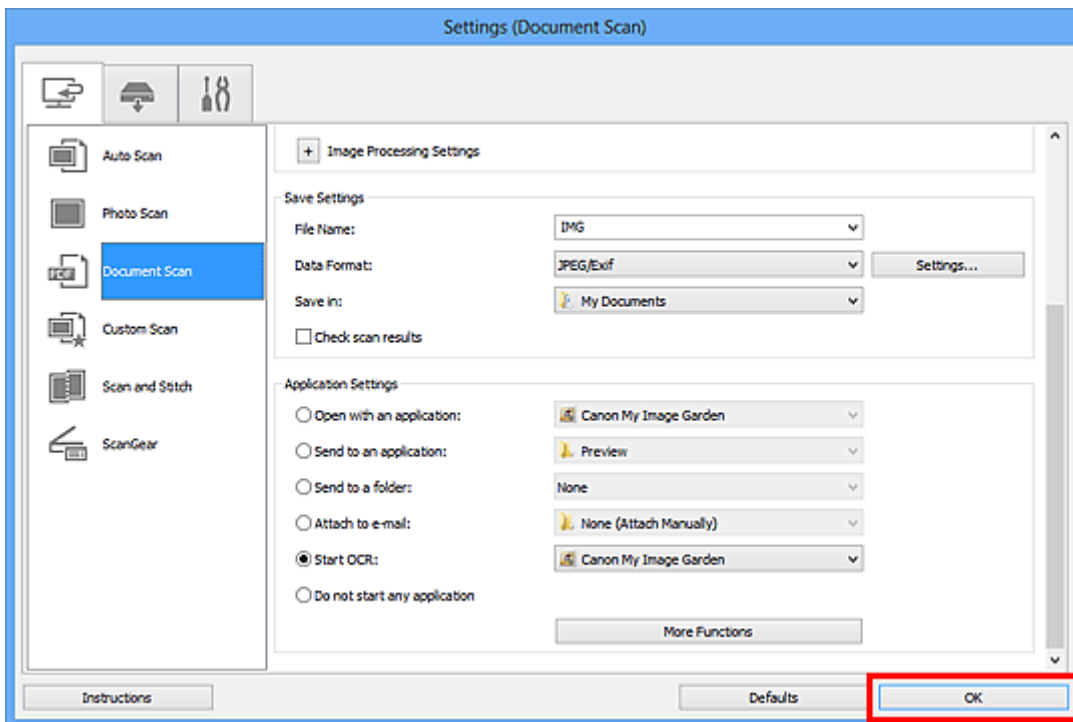 Settings (Document Scan)
Auto Scan
Photo Scan
PDF
Document Scan
Custom Scan
Scan and Stitch
ScanGear
+ Image Processing Settings
Save Settings
File Name: IMG
Data Format: JPEG/Exif Settings...
Save in: My Documents
Check scan results
Application Settings
Open with an application: Canon My Image Garden
Send to an application: Preview
Send to a folder: None
Attach to e-mail: None (Attach Manually)
Start OCR: Canon My Image Garden
Do not start any application
More Functions
Instructions Defaults OK